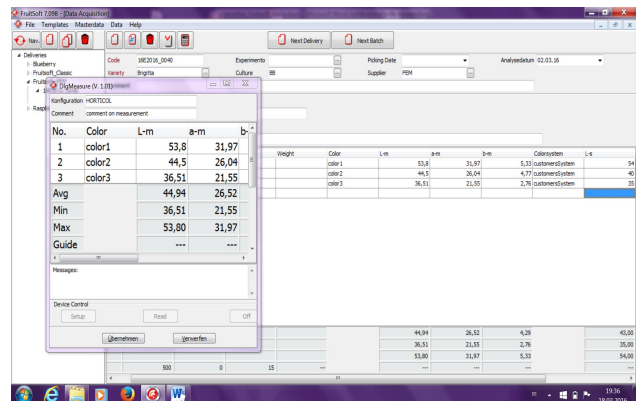 FruitSoft 7.098 - [Data Acquisition]
File Templates Masterdata Data Help
Nav. Next Delivery Next Batch
Deliveries
Blueberry
Fruitsoft_Classic
Code 16E2016_0040 Experimento Picking Date Analysedatum 02.03.16
Variety Brigitta Culture BB Supplier FEM
DlgMeasure (V. 1.01)
Konfiguration HORTICOL
Comment comment on measurement
No. Color L-m a-m b-
1 color1 53,8 31,97
2 color2 44,5 26,04
3 color3 36,51 21,55
Avg 44,94 26,52
Min 36,51 21,55
Max 53,80 31,97
Guide --- ---
Messages:
Device Control
Setup Read Off
Übernehmen Verwerfen
Weight Color L-m a-m b-m Colorsystem L-s
color1 53,8 31,97 5,33 customersSystem 54
color2 44,5 26,04 4,77 customersSystem 40
color3 36,51 21,55 2,76 customersSystem 35
44,94 26,52 4,29 43,00
36,51 21,55 2,76 35,00
53,80 31,97 5,33 54,00
500 0 15 --- --- --- --- ---
19:36
18.03.2016